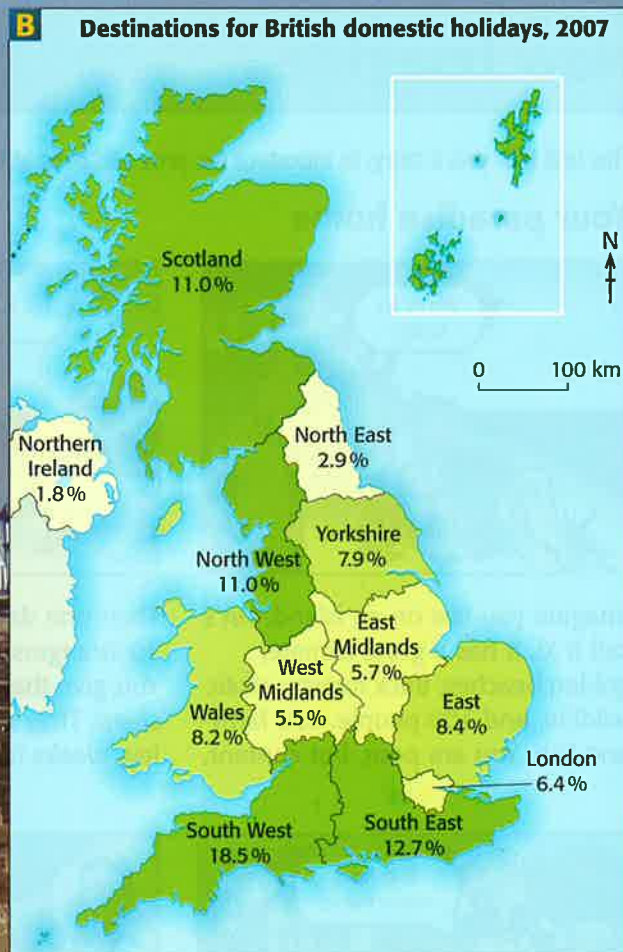 B
Destinations for British domestic holidays, 2007
N
0 100 km
Scotland
11.0%
Northern
Ireland
1.8%
North East
2.9%
Yorkshire
7.9%
North West
11.0%
East
Midlands
5.7%
West
Midlands
5.5%
Wales
8.2%
East
8.4%
London
6.4%
South West
18.5%
South East
12.7%